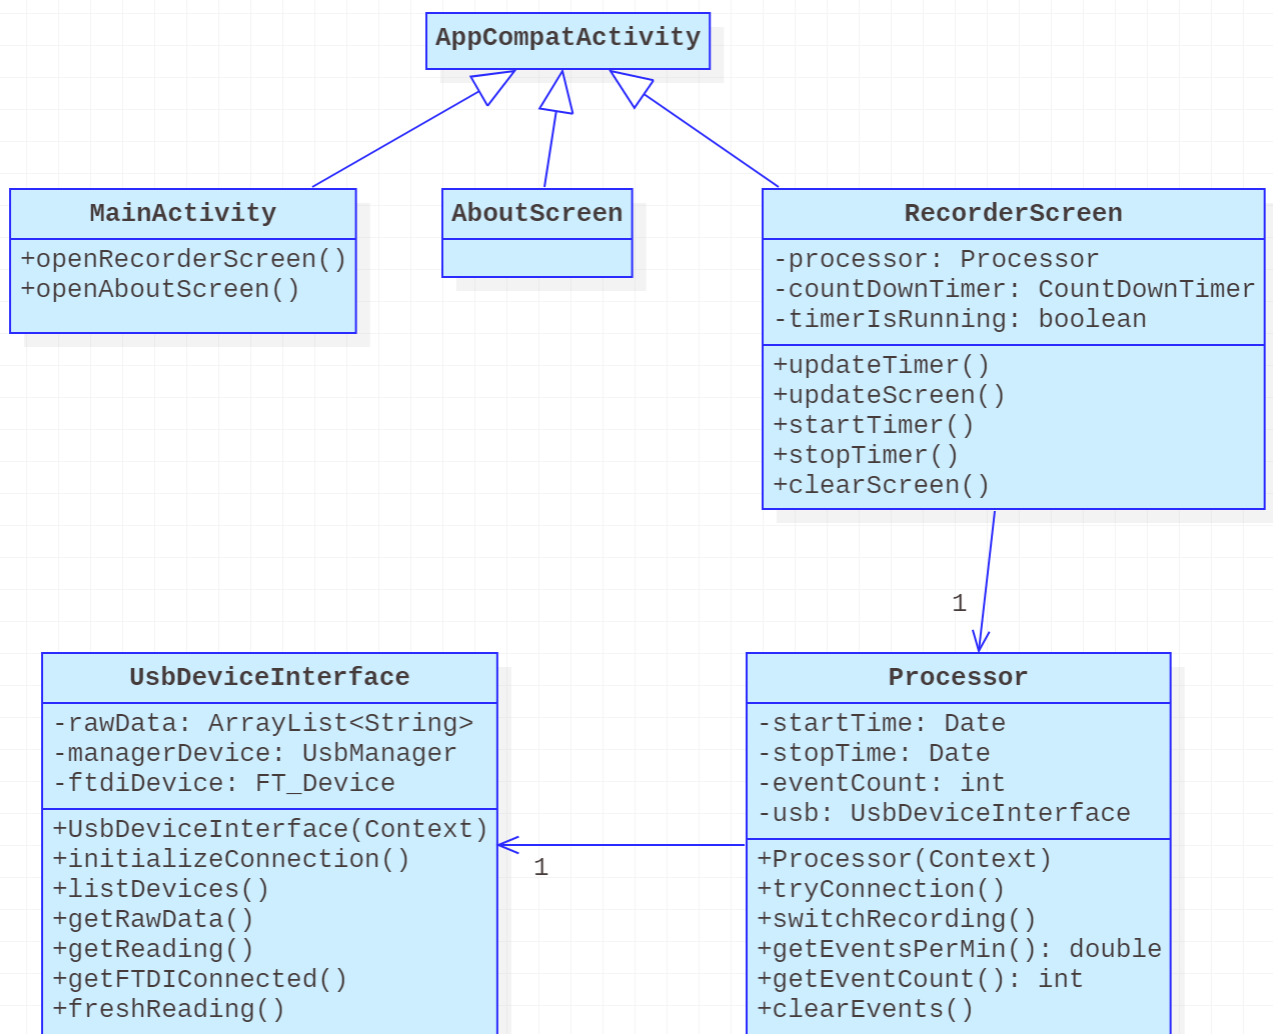 AppCompatActivity
MainActivity
+openRecorderScreen()
+openAboutScreen()
AboutScreen
RecorderScreen
-processor: Processor
-countDownTimer: CountDownTimer
-timerIsRunning: boolean
+updateTimer()
+updateScreen()
+startTimer()
+stopTimer()
+clearScreen()
1
UsbDeviceInterface
-rawData: ArrayList<String>
-managerDevice: UsbManager
-ftdiDevice: FT_Device
+UsbDeviceInterface(Context)
+initializeConnection()
+listDevices()
+getRawData()
+getReading()
+getFTDIConnected()
+freshReading()
1
Processor
-startTime: Date
-stopTime: Date
-eventCount: int
-usb: UsbDeviceInterface
+Processor(Context)
+tryConnection()
+switchRecording()
+getEventsPerMin(): double
+getEventCount(): int
+clearEvents()